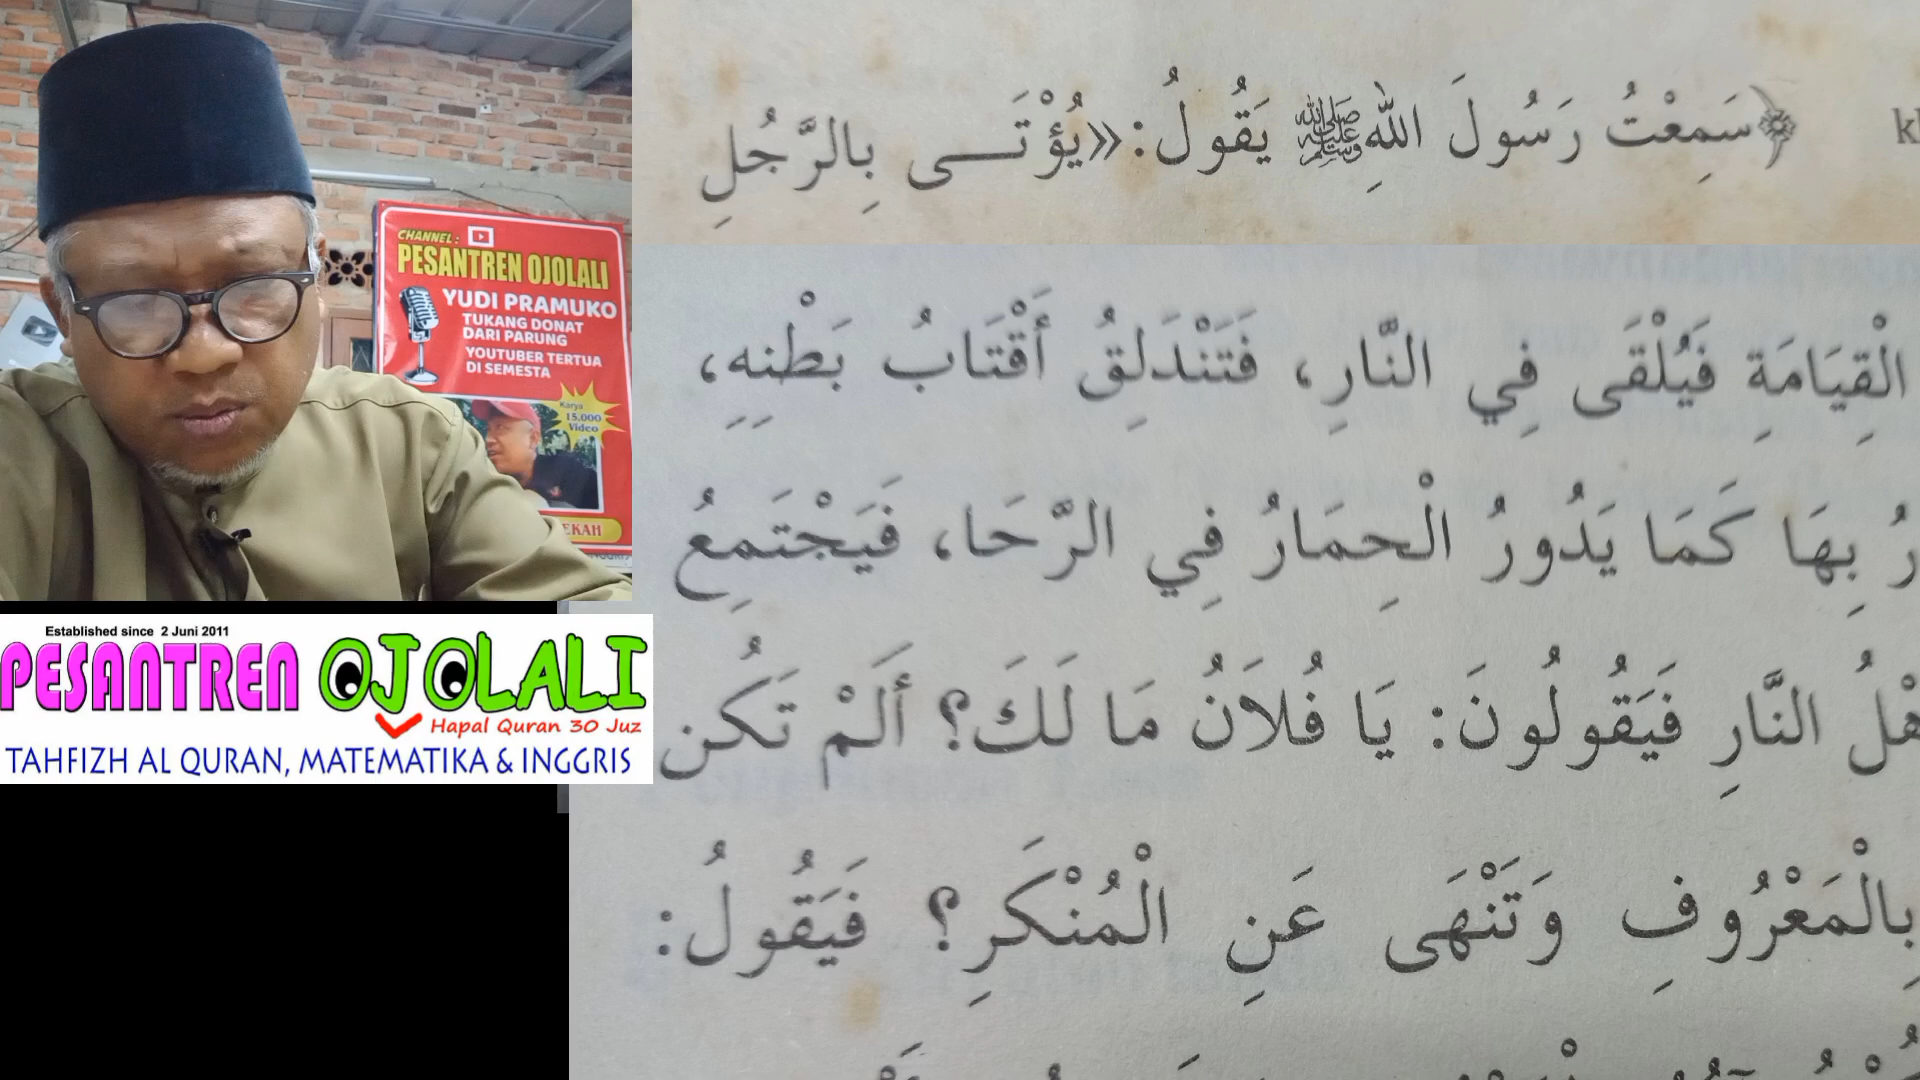 CHANNEL:
PESANTREN OJOLALI
YUDI PRAMUKO
TUKANG DONAT
DARI PARUNG
YOUTUBER TERTUA
DI SEMESTA
Karya
15.000
Video
EKAH
Established since 2 Juni 2011
PESANTREN OJOLALI
Hapal Quran 30 Juz
TAHFIZH AL QURAN, MATEMATIKA & INGGRIS
﴿سَمِعْتُ رَسُولَ اللهِ ﷺ يَقُولُ: «يُؤْتَـــى بِالرَّجُلِ
الْقِيَامَةِ فَيُلْقَى فِي النَّارِ، فَتَنْدَلِقُ أَقْتَابُ بَطْنِهِ،
بِهَا كَمَا يَدُورُ الْحِمَارُ فِي الرَّحَا، فَيَجْتَمِعُ
النَّارِ فَيَقُولُونَ: يَا فُلَانُ مَا لَكَ؟ أَلَمْ تَكُن
بِالْمَعْرُوفِ وَتَنْهَى عَنِ الْمُنْكَرِ؟ فَيَقُولُ: